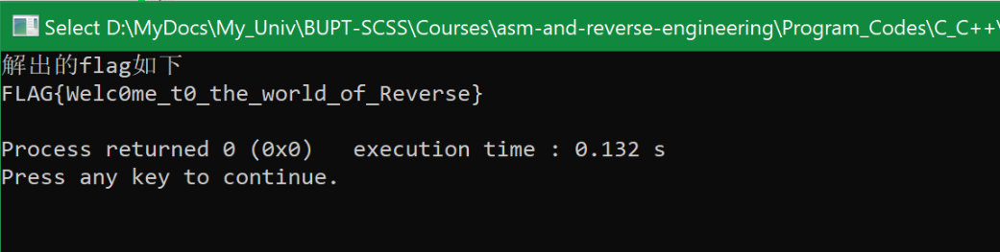 Select D:\MyDocs\My_Univ\BUPT-SCSS\Courses\asm-and-reverse-engineering\Program_Codes\C_C++\
解出的flag如下
FLAG{Welc0me_t0_the_world_of_Reverse}
Process returned 0 (0x0)   execution time : 0.132 s
Press any key to continue.